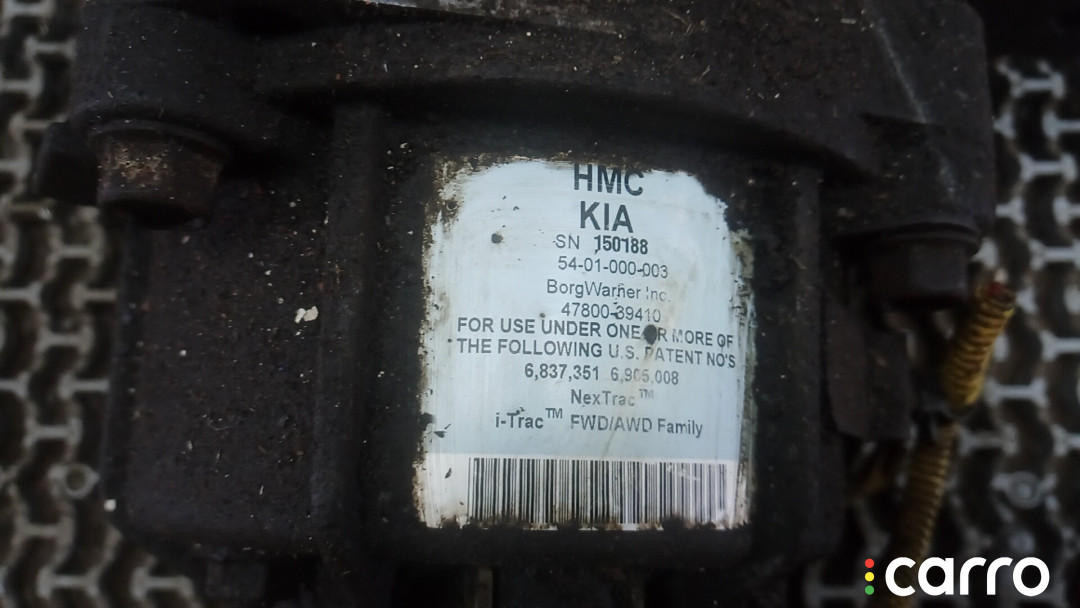 HMC
KIA
SN 150188
54-01-000-003
BorgWarner Inc.
47800-39410
FOR USE UNDER ONE OR MORE OF
THE FOLLOWING U.S. PATENT NO'S
6,837,351 6,905,008
NexTrac™
i-Trac™ FWD/AWD Family
carro